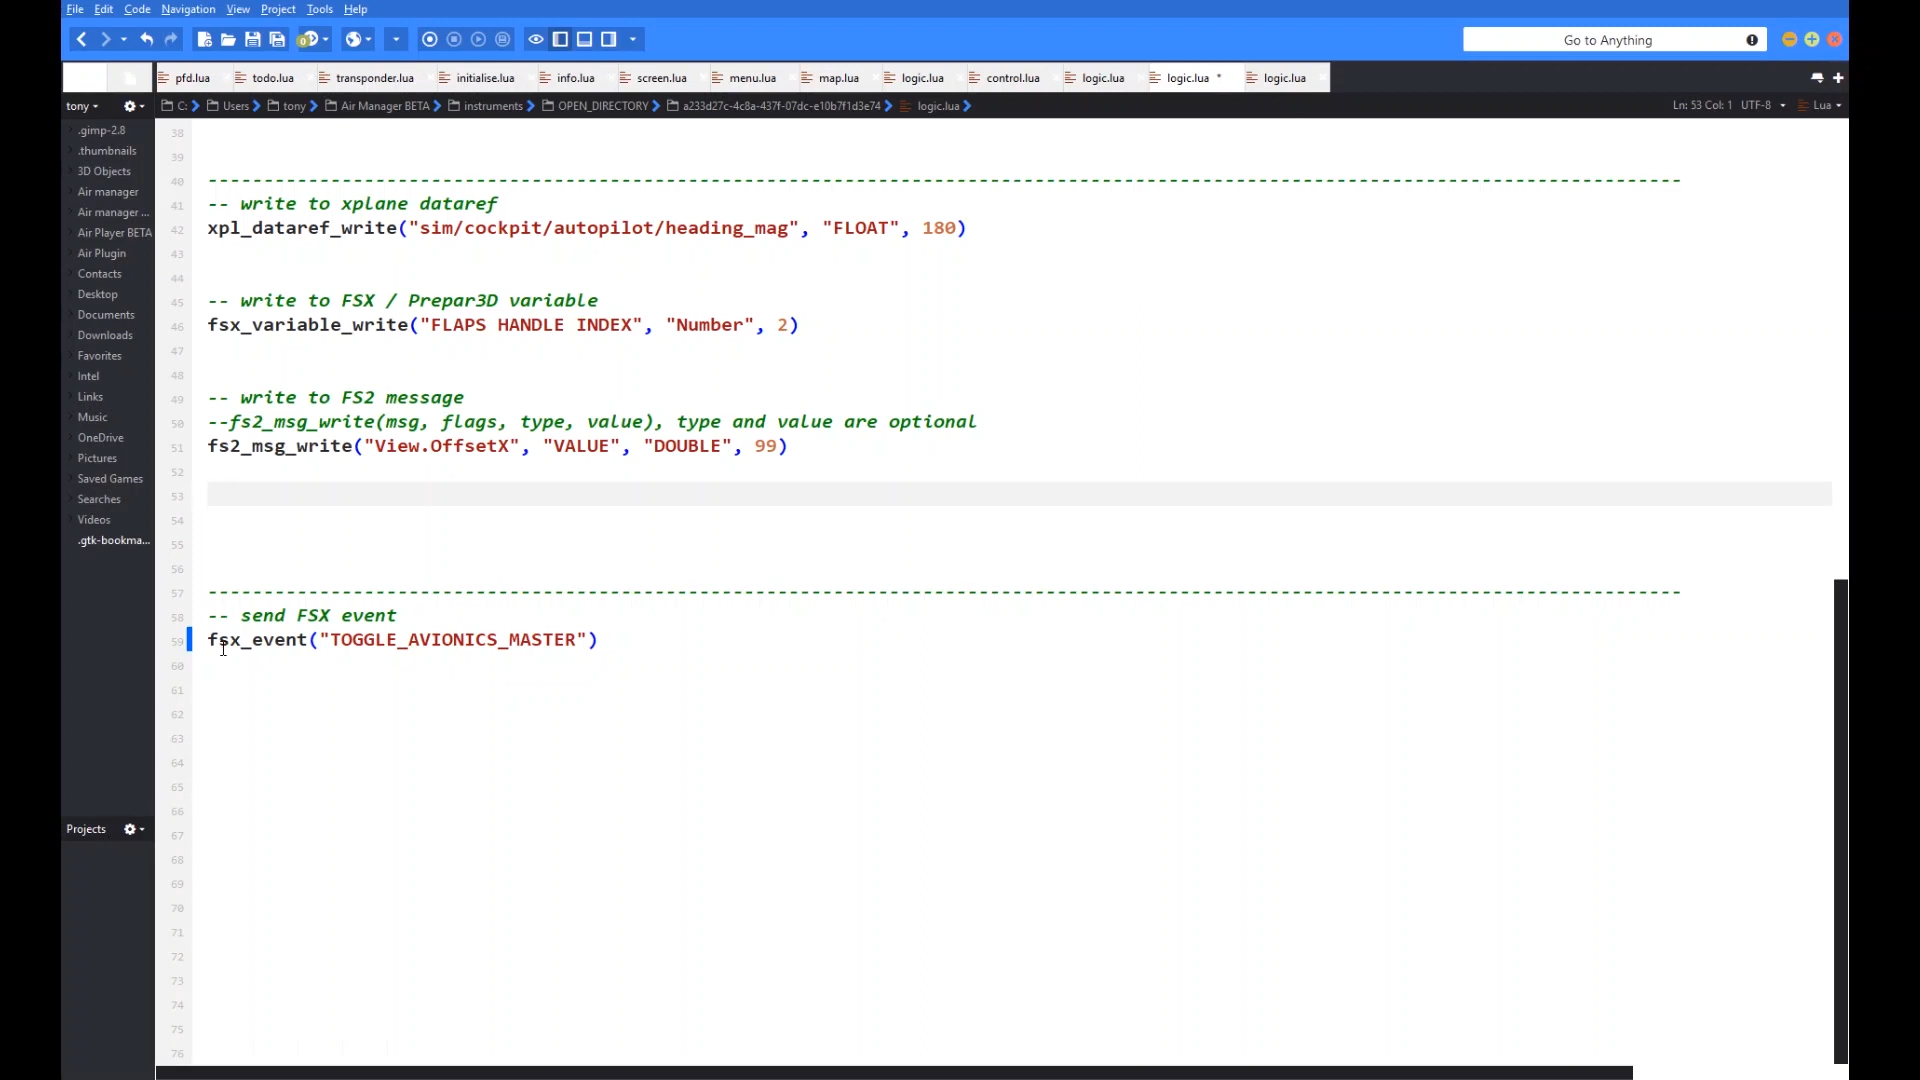 File Edit Code Navigation View Project Tools Help
Go to Anything
pfd.lua todo.lua transponder.lua initialise.lua info.lua screen.lua menu.lua map.lua logic.lua control.lua logic.lua logic.lua * logic.lua
tony C: Users tony Air Manager BETA instruments OPEN_DIRECTORY a233d27c-4c8a-437f-07dc-e10b7f1d3e74 logic.lua Ln: 53 Col: 1 UTF-8 Lua
.gimp-2.8
.thumbnails
3D Objects
Air manager
Air manager ...
Air Player BETA
Air Plugin
Contacts
Desktop
Documents
Downloads
Favorites
Intel
Links
Music
OneDrive
Pictures
Saved Games
Searches
Videos
.gtk-bookma...
Projects
38
39
40 ------------------------------------------------------------------------------------------------------------------------------------
41 -- write to xplane dataref
42 xpl_dataref_write("sim/cockpit/autopilot/heading_mag", "FLOAT", 180)
43
44
45 -- write to FSX / Prepar3D variable
46 fsx_variable_write("FLAPS HANDLE INDEX", "Number", 2)
47
48
49 -- write to FS2 message
50 --fs2_msg_write(msg, flags, type, value), type and value are optional
51 fs2_msg_write("View.OffsetX", "VALUE", "DOUBLE", 99)
52
53
54
55
56
57 ------------------------------------------------------------------------------------------------------------------------------------
58 -- send FSX event
59 fsx_event("TOGGLE_AVIONICS_MASTER")
60
61
62
63
64
65
66
67
68
69
70
71
72
73
74
75
76